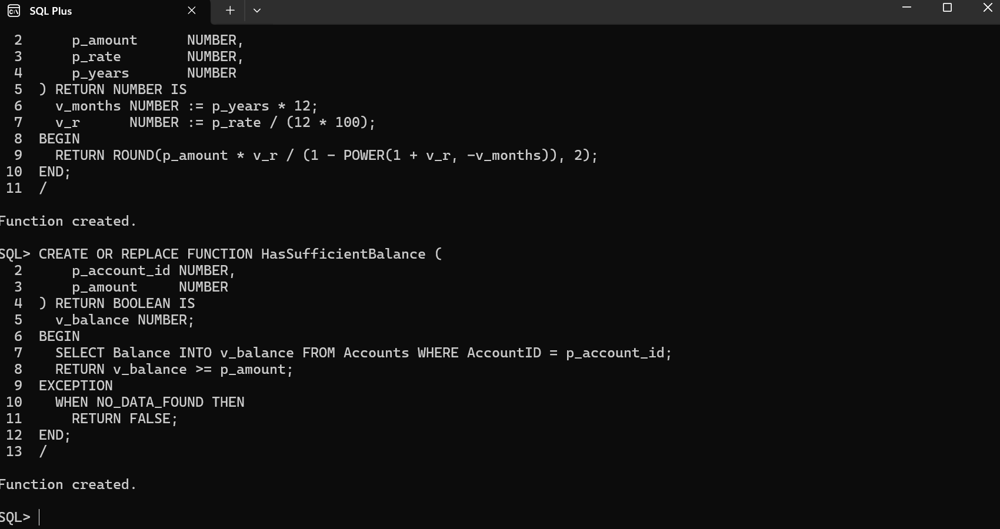 SQL Plus
2      p_amount      NUMBER,
3      p_rate        NUMBER,
4      p_years       NUMBER
5  ) RETURN NUMBER IS
6    v_months NUMBER := p_years * 12;
7    v_r      NUMBER := p_rate / (12 * 100);
8  BEGIN
9    RETURN ROUND(p_amount * v_r / (1 - POWER(1 + v_r, -v_months)), 2);
10  END;
11  /
Function created.
SQL> CREATE OR REPLACE FUNCTION HasSufficientBalance (
2      p_account_id NUMBER,
3      p_amount     NUMBER
4  ) RETURN BOOLEAN IS
5    v_balance NUMBER;
6  BEGIN
7    SELECT Balance INTO v_balance FROM Accounts WHERE AccountID = p_account_id;
8    RETURN v_balance >= p_amount;
9  EXCEPTION
10    WHEN NO_DATA_FOUND THEN
11      RETURN FALSE;
12  END;
13  /
Function created.
SQL>